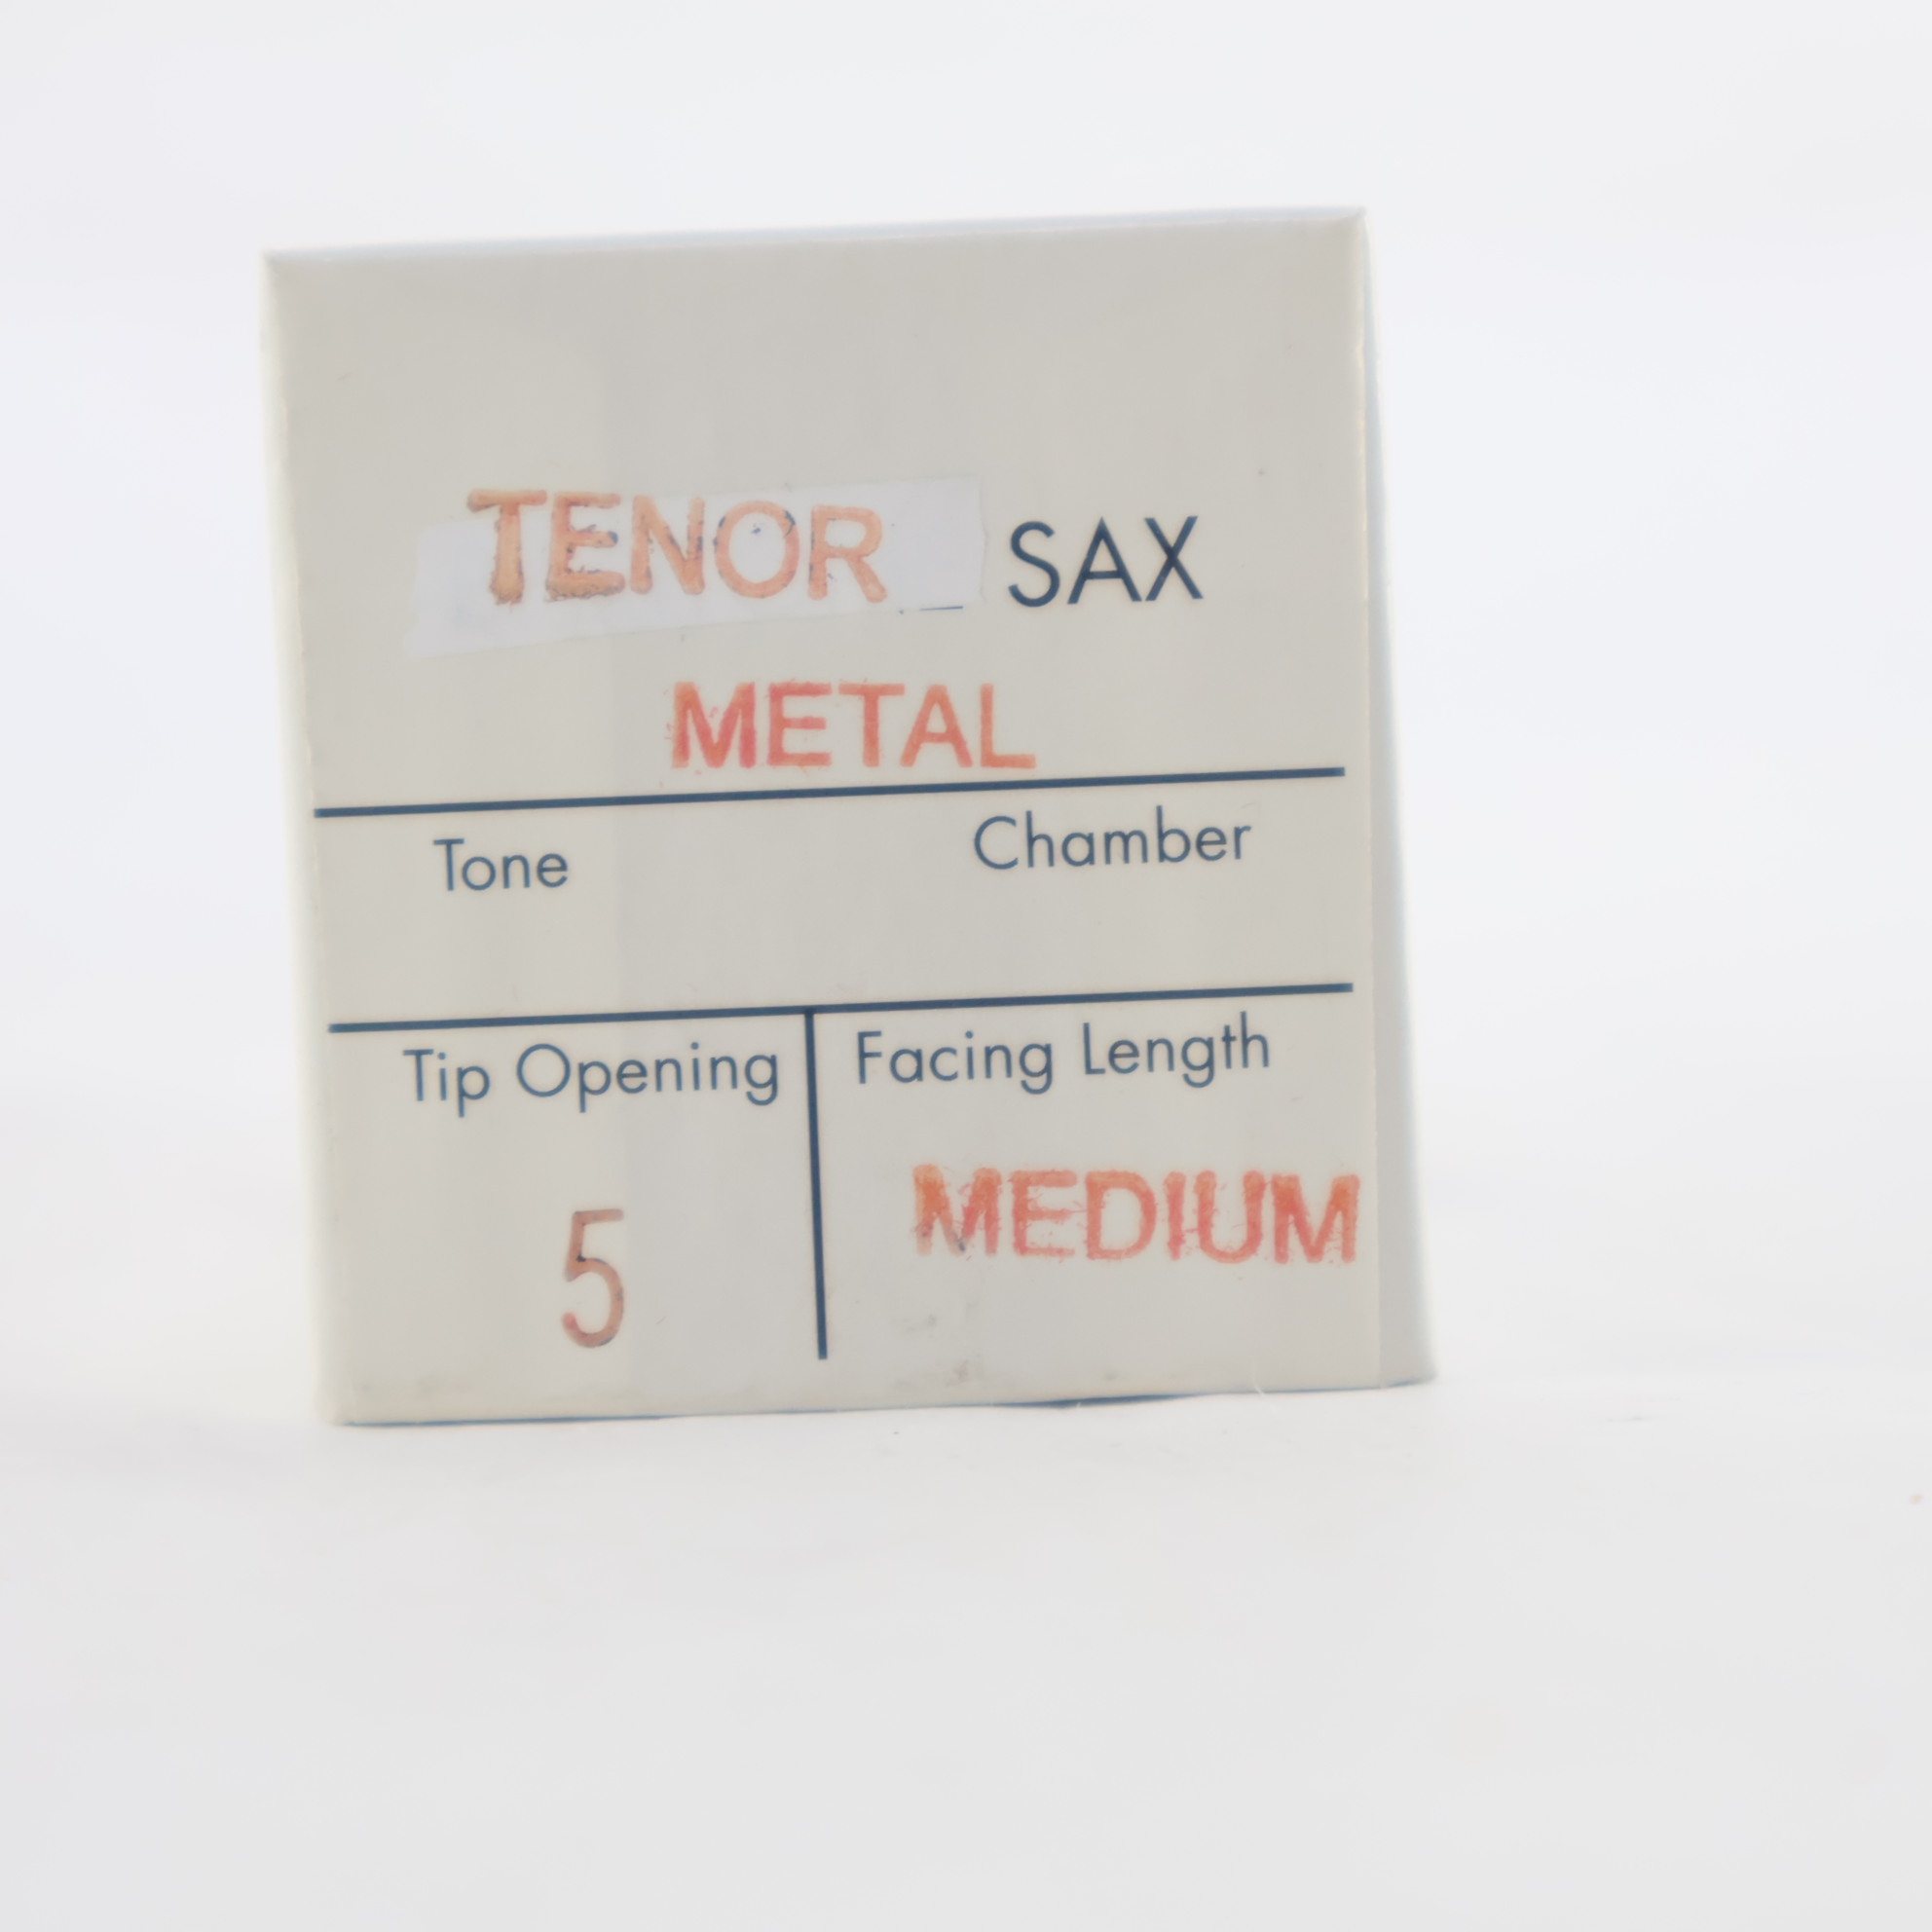 TENOR SAX
METAL
Tone Chamber
Tip Opening Facing Length
5 MEDIUM